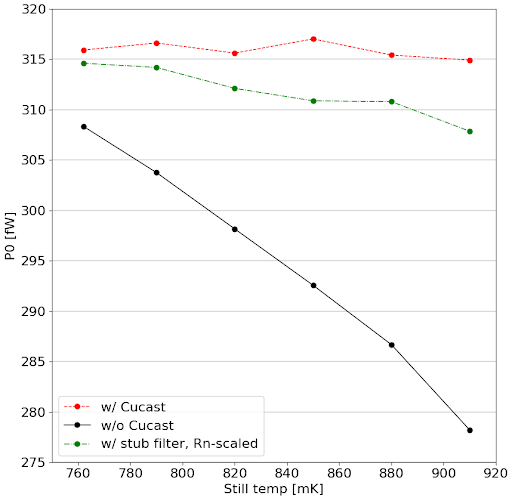 320
315
310
305
300
295
290
285
280
275
P0 [fW]
w/ Cucast
w/o Cucast
w/ stub filter, Rn-scaled
760 780 800 820 840 860 880 900 920
Still temp [mK]